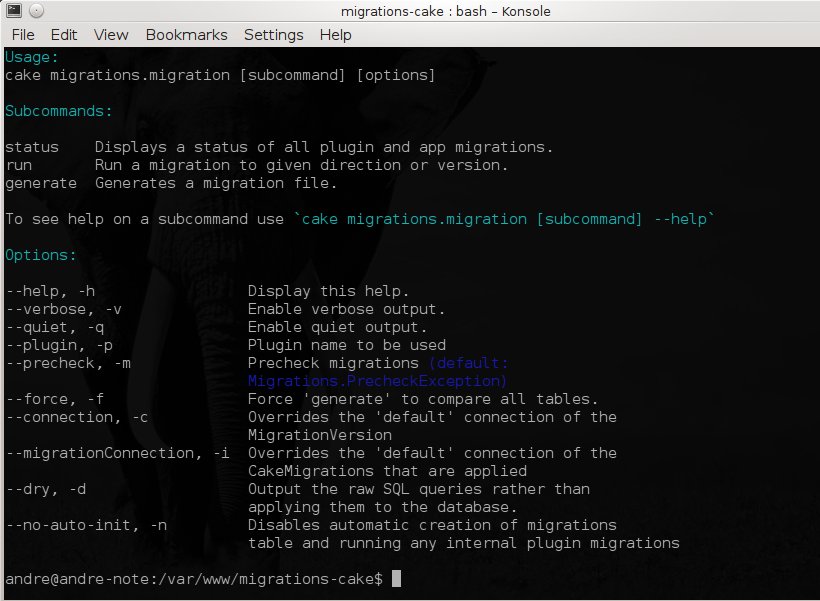 migrations-cake : bash – Konsole
File Edit View Bookmarks Settings Help
Usage:
cake migrations.migration [subcommand] [options]
Subcommands:
status    Displays a status of all plugin and app migrations.
run       Run a migration to given direction or version.
generate  Generates a migration file.
To see help on a subcommand use `cake migrations.migration [subcommand] --help`
Options:
--help, -h                 Display this help.
--verbose, -v              Enable verbose output.
--quiet, -q                Enable quiet output.
--plugin, -p               Plugin name to be used
--precheck, -m             Precheck migrations (default:
                           Migrations.PrecheckException)
--force, -f                Force 'generate' to compare all tables.
--connection, -c           Overrides the 'default' connection of the
                           MigrationVersion
--migrationConnection, -i  Overrides the 'default' connection of the
                           CakeMigrations that are applied
--dry, -d                  Output the raw SQL queries rather than
                           applying them to the database.
--no-auto-init, -n         Disables automatic creation of migrations
                           table and running any internal plugin migrations
andre@andre-note:/var/www/migrations-cake$